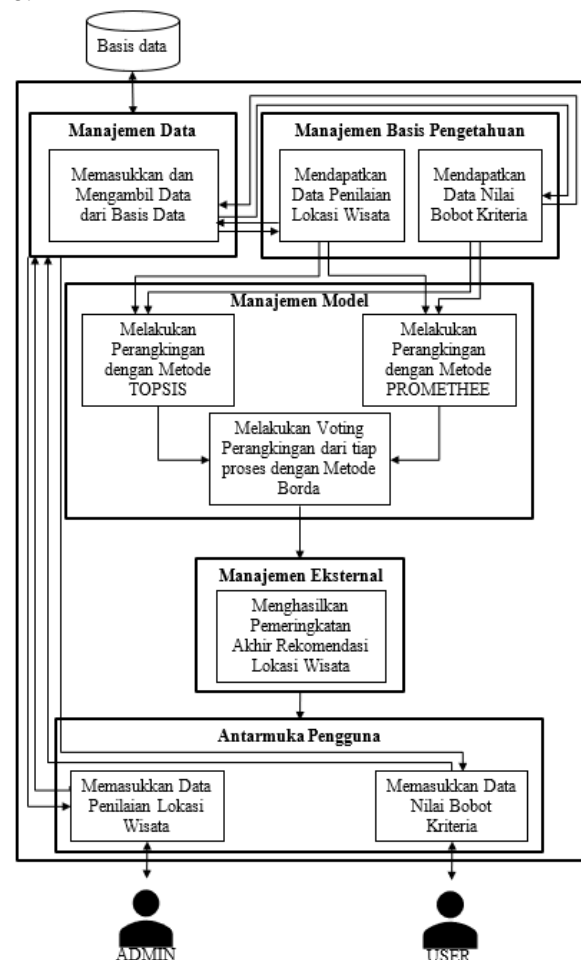 Basis data
Manajemen Data
Memasukkan dan
Mengambil Data
dari Basis Data
Manajemen Basis Pengetahuan
Mendapatkan
Data Penilaian
Lokasi Wisata
Mendapatkan
Data Nilai
Bobot Kriteria
Manajemen Model
Melakukan
Perangkingan
dengan Metode
TOPSIS
Melakukan
Perangkingan
dengan Metode
PROMETHEE
Melakukan Voting
Perangkingan dari tiap
proses dengan Metode
Borda
Manajemen Eksternal
Menghasilkan
Pemeringkatan
Akhir Rekomendasi
Lokasi Wisata
Antarmuka Pengguna
Memasukkan Data
Penilaian Lokasi
Wisata
Memasukkan Data
Nilai Bobot
Kriteria
ADMIN
USER